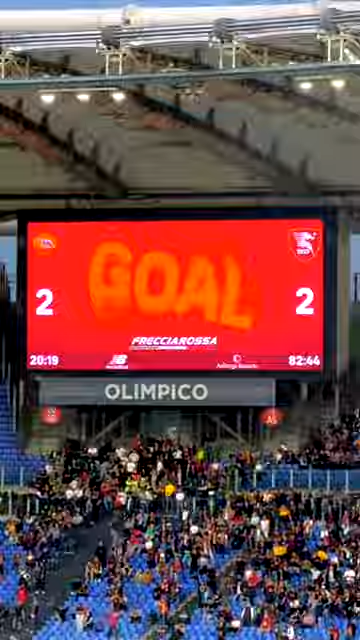 GOAL
2
2
FRECCIAROSSA
20:19
82:44
OLIMPICO